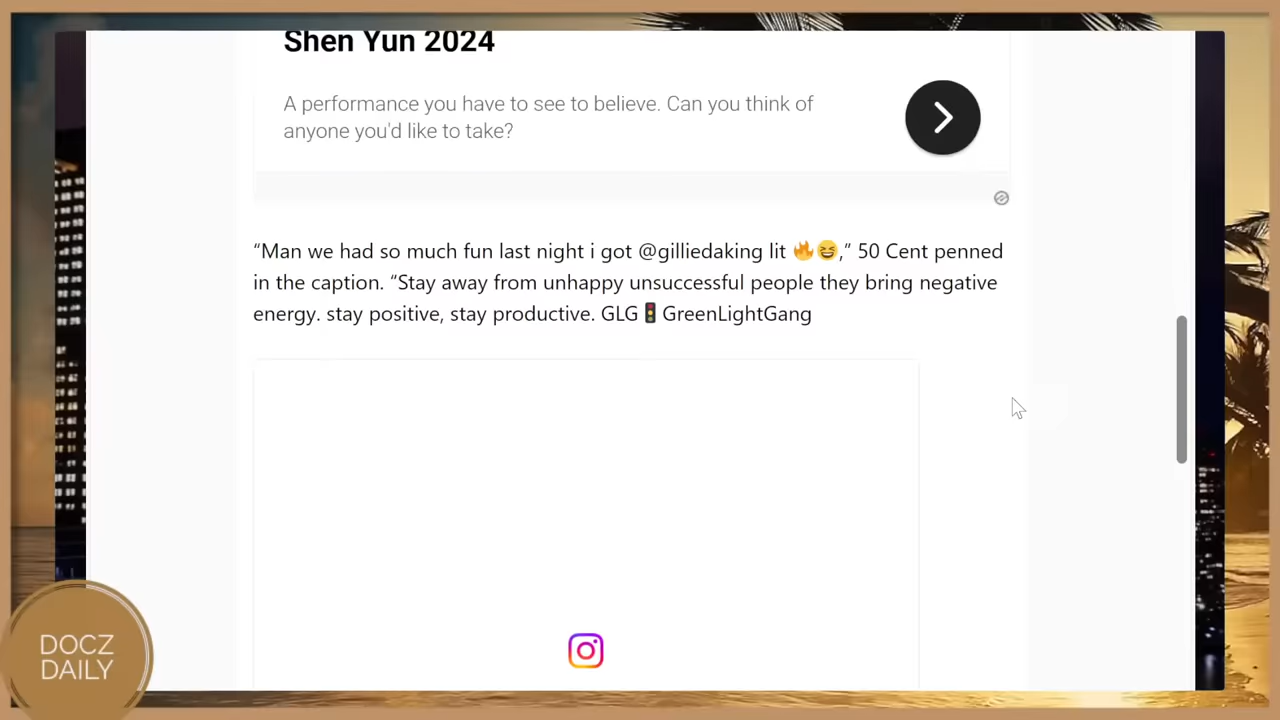 Shen Yun 2024
A performance you have to see to believe. Can you think of
anyone you'd like to take?
“Man we had so much fun last night i got @gilliedaking lit 🔥😆,” 50 Cent penned
in the caption. “Stay away from unhappy unsuccessful people they bring negative
energy. stay positive, stay productive. GLG🚦GreenLightGang
DOCZ
DAILY